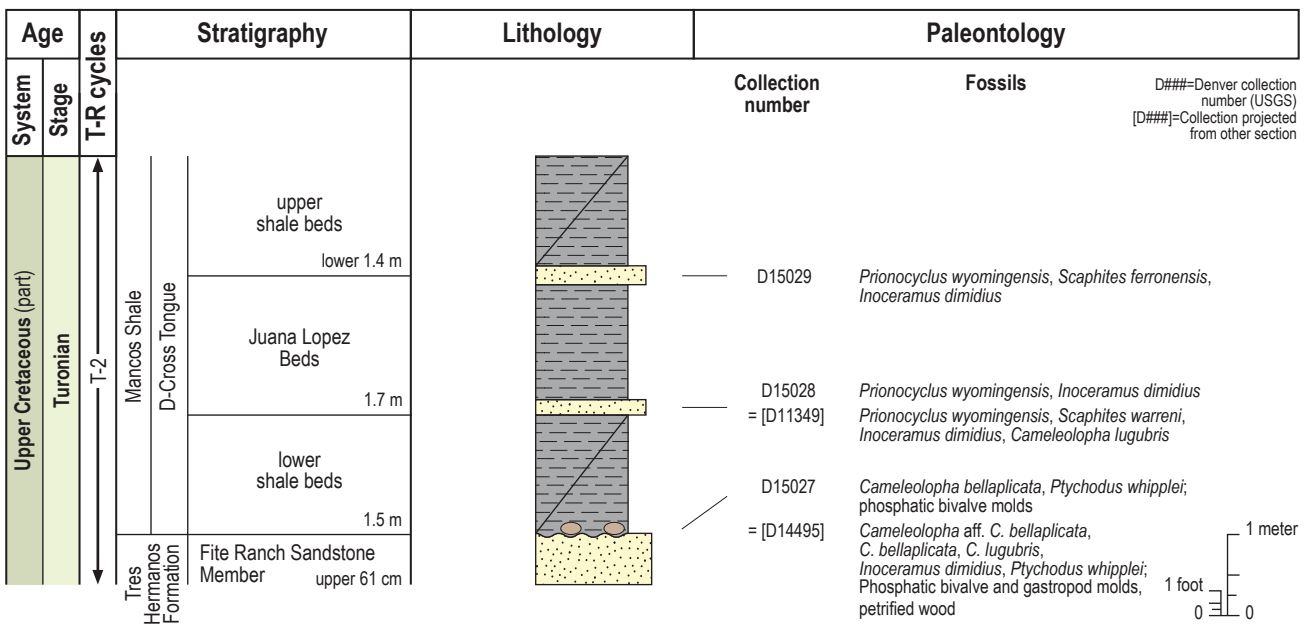 Age
T-R cycles
Stratigraphy
Lithology
Paleontology
System
Stage
Collection
number
Fossils
D###=Denver collection
number (USGS)
[D###]=Collection projected
from other section
Upper Cretaceous (part)
Turonian
T-2
Mancos Shale
D-Cross Tongue
upper
shale beds
lower 1.4 m
Juana Lopez
Beds
1.7 m
lower
shale beds
1.5 m
Tres
Hermanos
Formation
Fite Ranch Sandstone
Member upper 61 cm
D15029 Prionocyclus wyomingensis, Scaphites ferronensis,
Inoceramus dimidius
D15028 Prionocyclus wyomingensis, Inoceramus dimidius
= [D11349] Prionocyclus wyomingensis, Scaphites warreni,
Inoceramus dimidius, Cameleolopha lugubris
D15027 Cameleolopha bellaplicata, Ptychodus whipplei;
phosphatic bivalve molds
= [D14495] Cameleolopha aff. C. bellaplicata,
C. bellaplicata, C. lugubris,
Inoceramus dimidius, Ptychodus whipplei;
Phosphatic bivalve and gastropod molds,
petrified wood
1 meter
1 foot
0 0